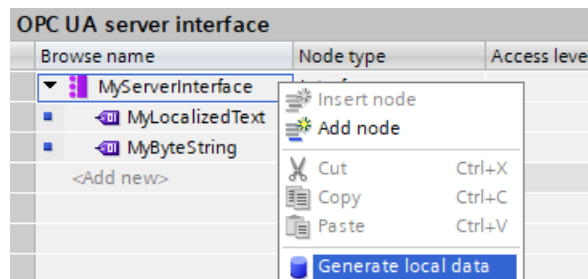 OPC UA server interface
Browse name Node type Access leve
MyServerInterface
Insert node
MyLocalizedText
Add node
MyByteString
Cut Ctrl+X
<Add new>
Copy Ctrl+C
Paste Ctrl+V
Generate local data